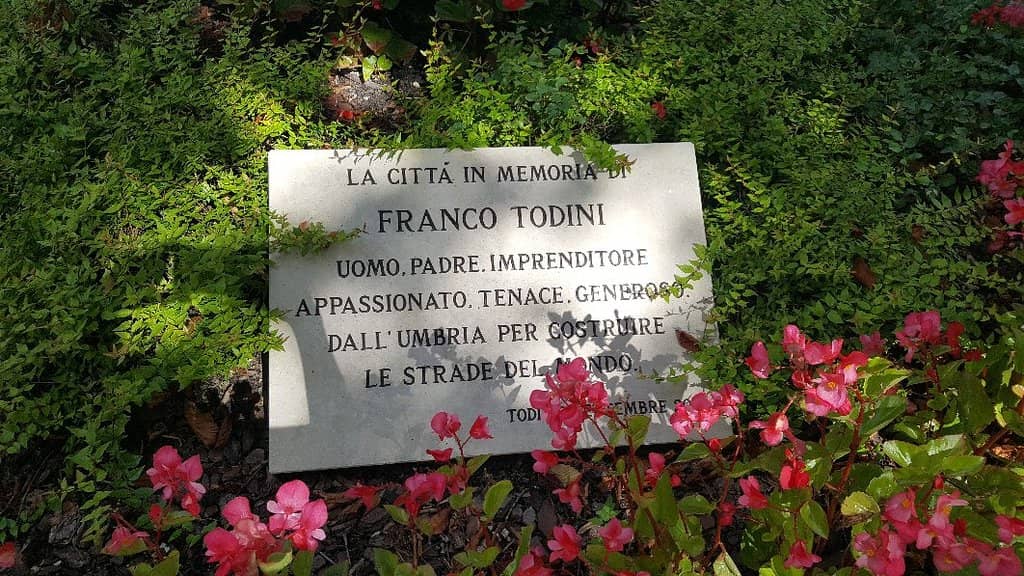 LA CITTÁ IN MEMORIA DI
FRANCO TODINI
UOMO, PADRE, IMPRENDITORE
APPASSIONATO, TENACE, GENEROSO.
DALL'UMBRIA PER COSTRUIRE
LE STRADE DEL MONDO.
TODI